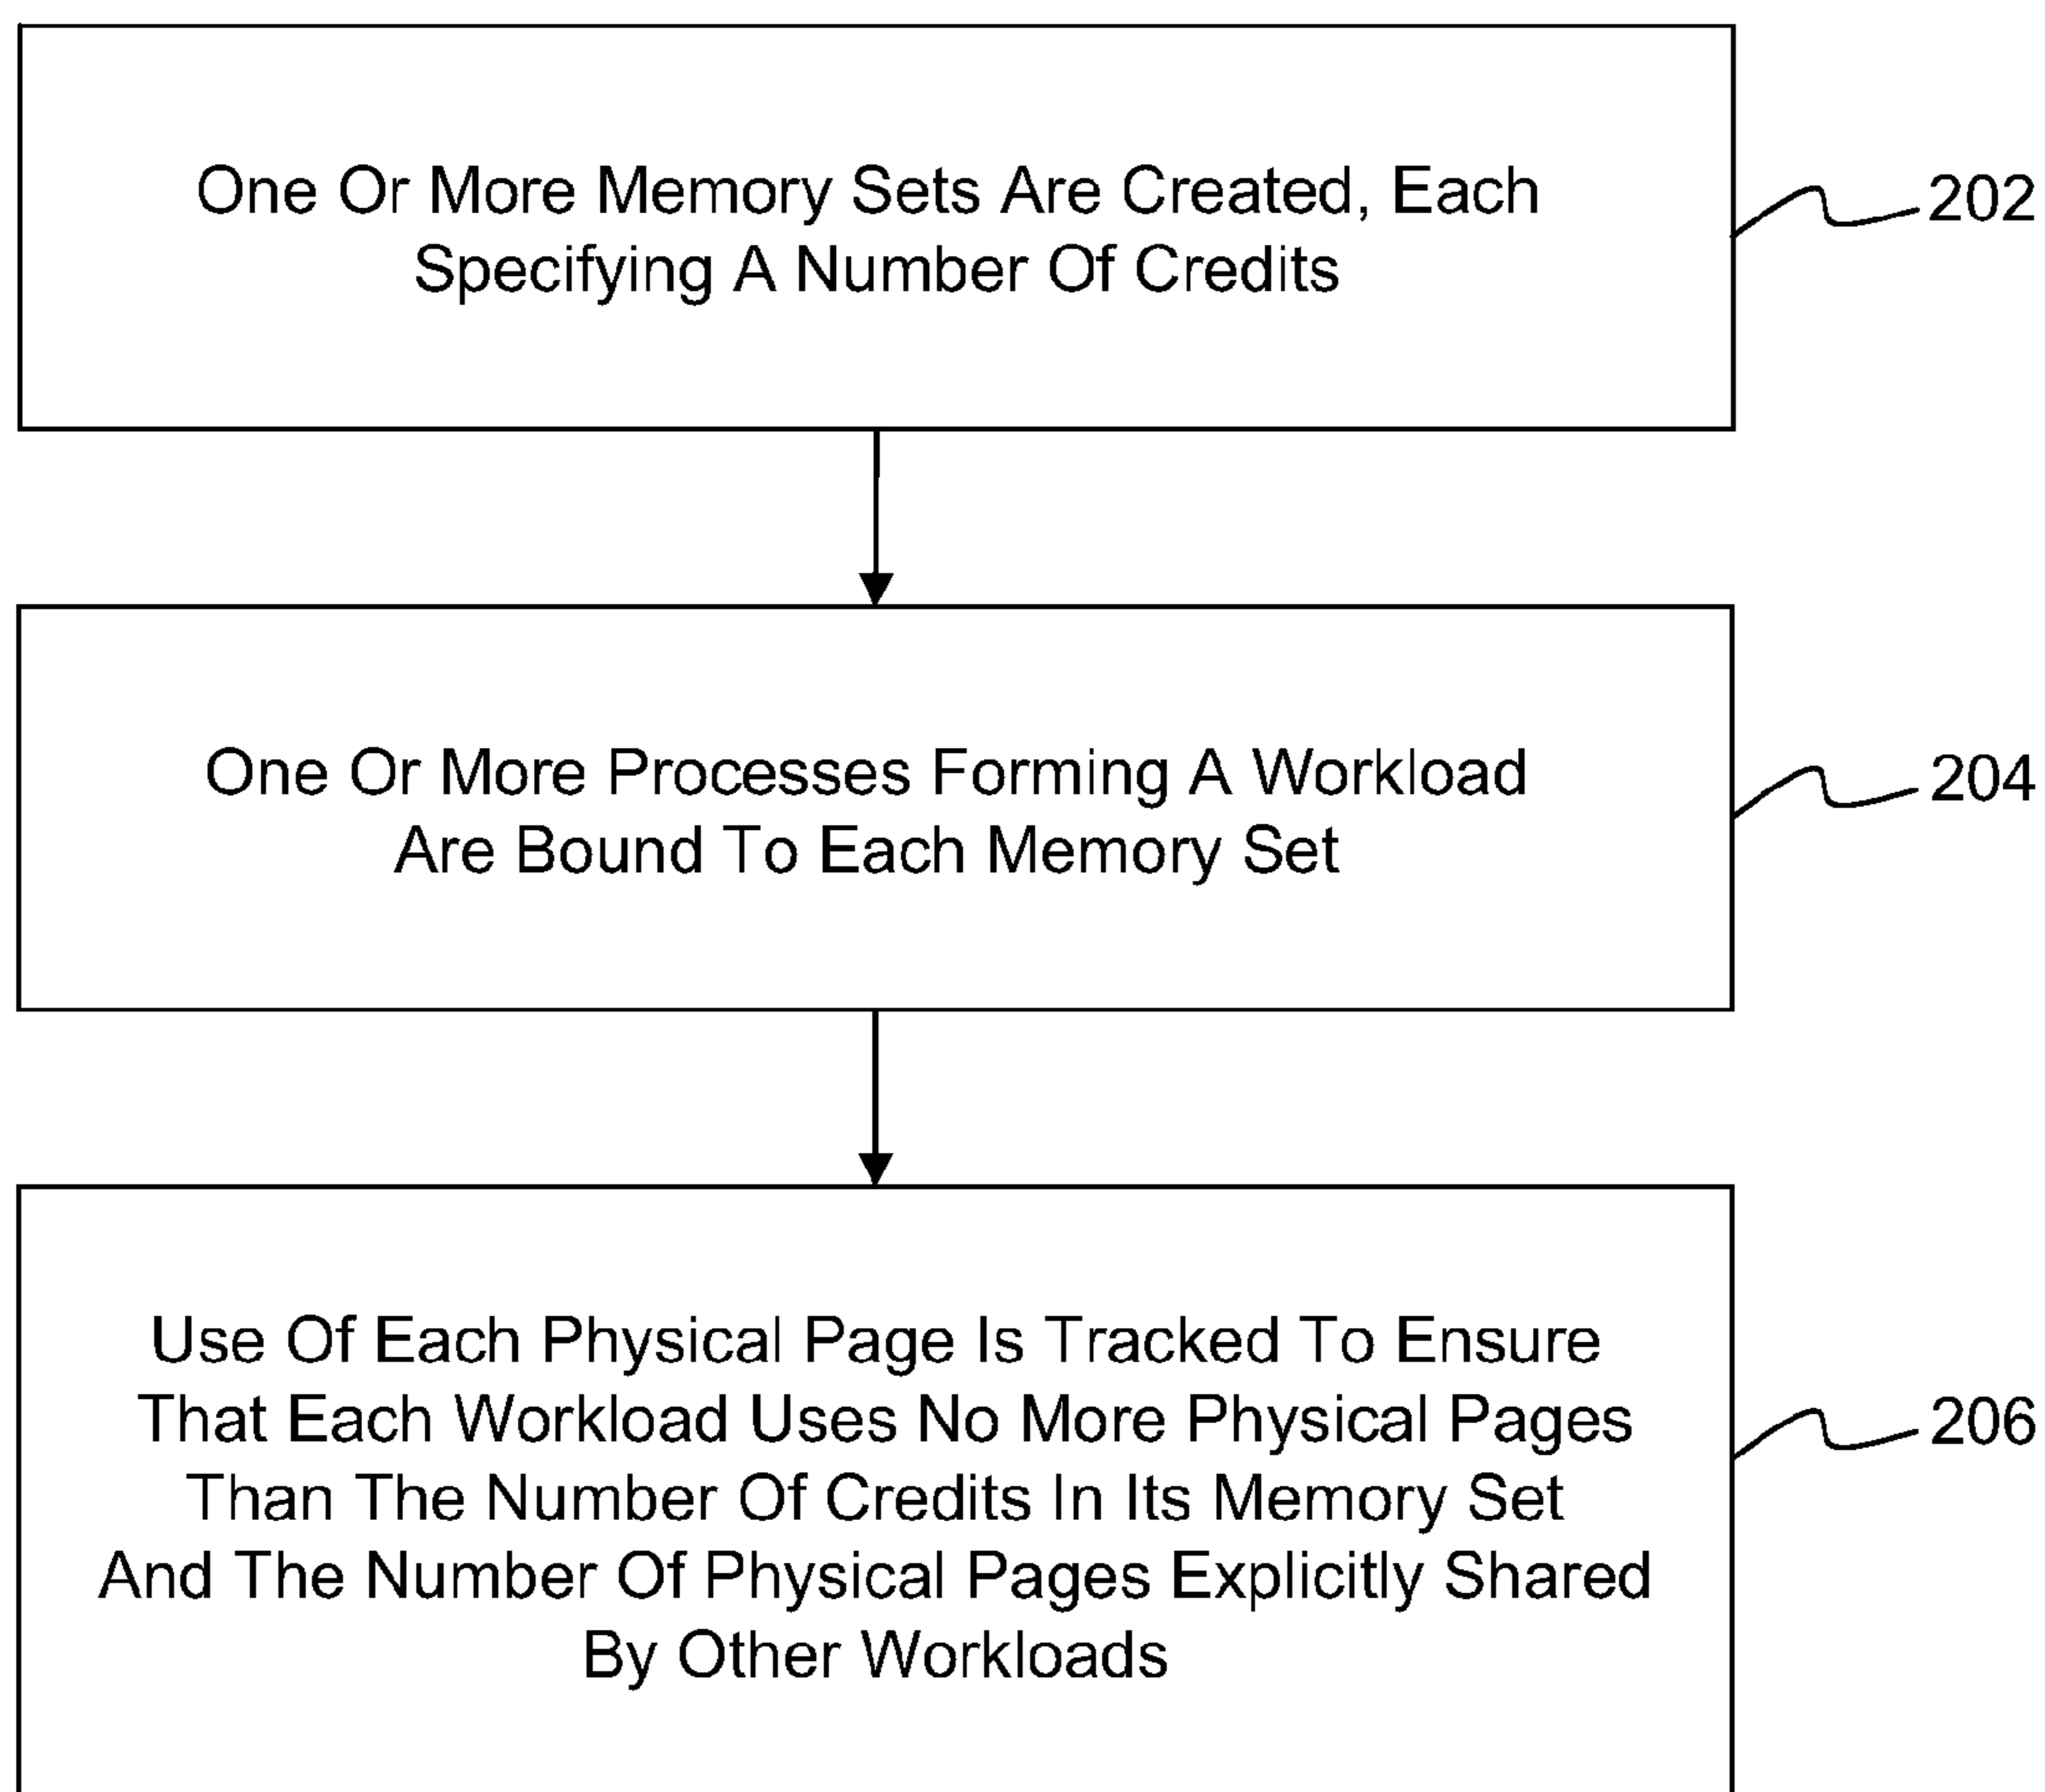 One Or More Memory Sets Are Created, Each
Specifying A Number Of Credits
202
One Or More Processes Forming A Workload
Are Bound To Each Memory Set
204
Use Of Each Physical Page Is Tracked To Ensure
That Each Workload Uses No More Physical Pages
Than The Number Of Credits In Its Memory Set
And The Number Of Physical Pages Explicitly Shared
By Other Workloads
206